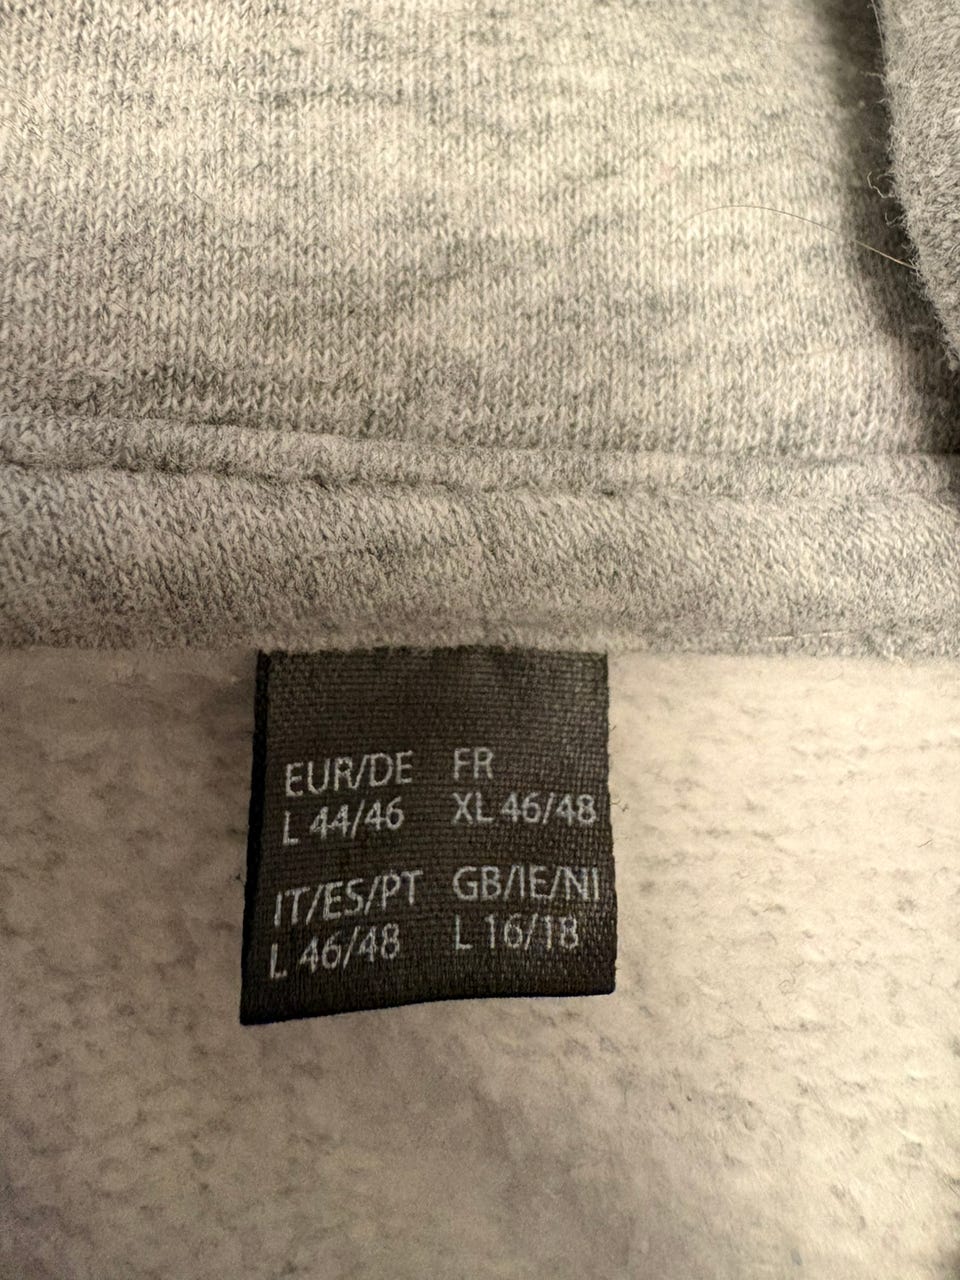 EUR/DE
L 44/46
FR
XL 46/48
IT/ES/PT
L 46/48
GB/IE/NI
L 16/18